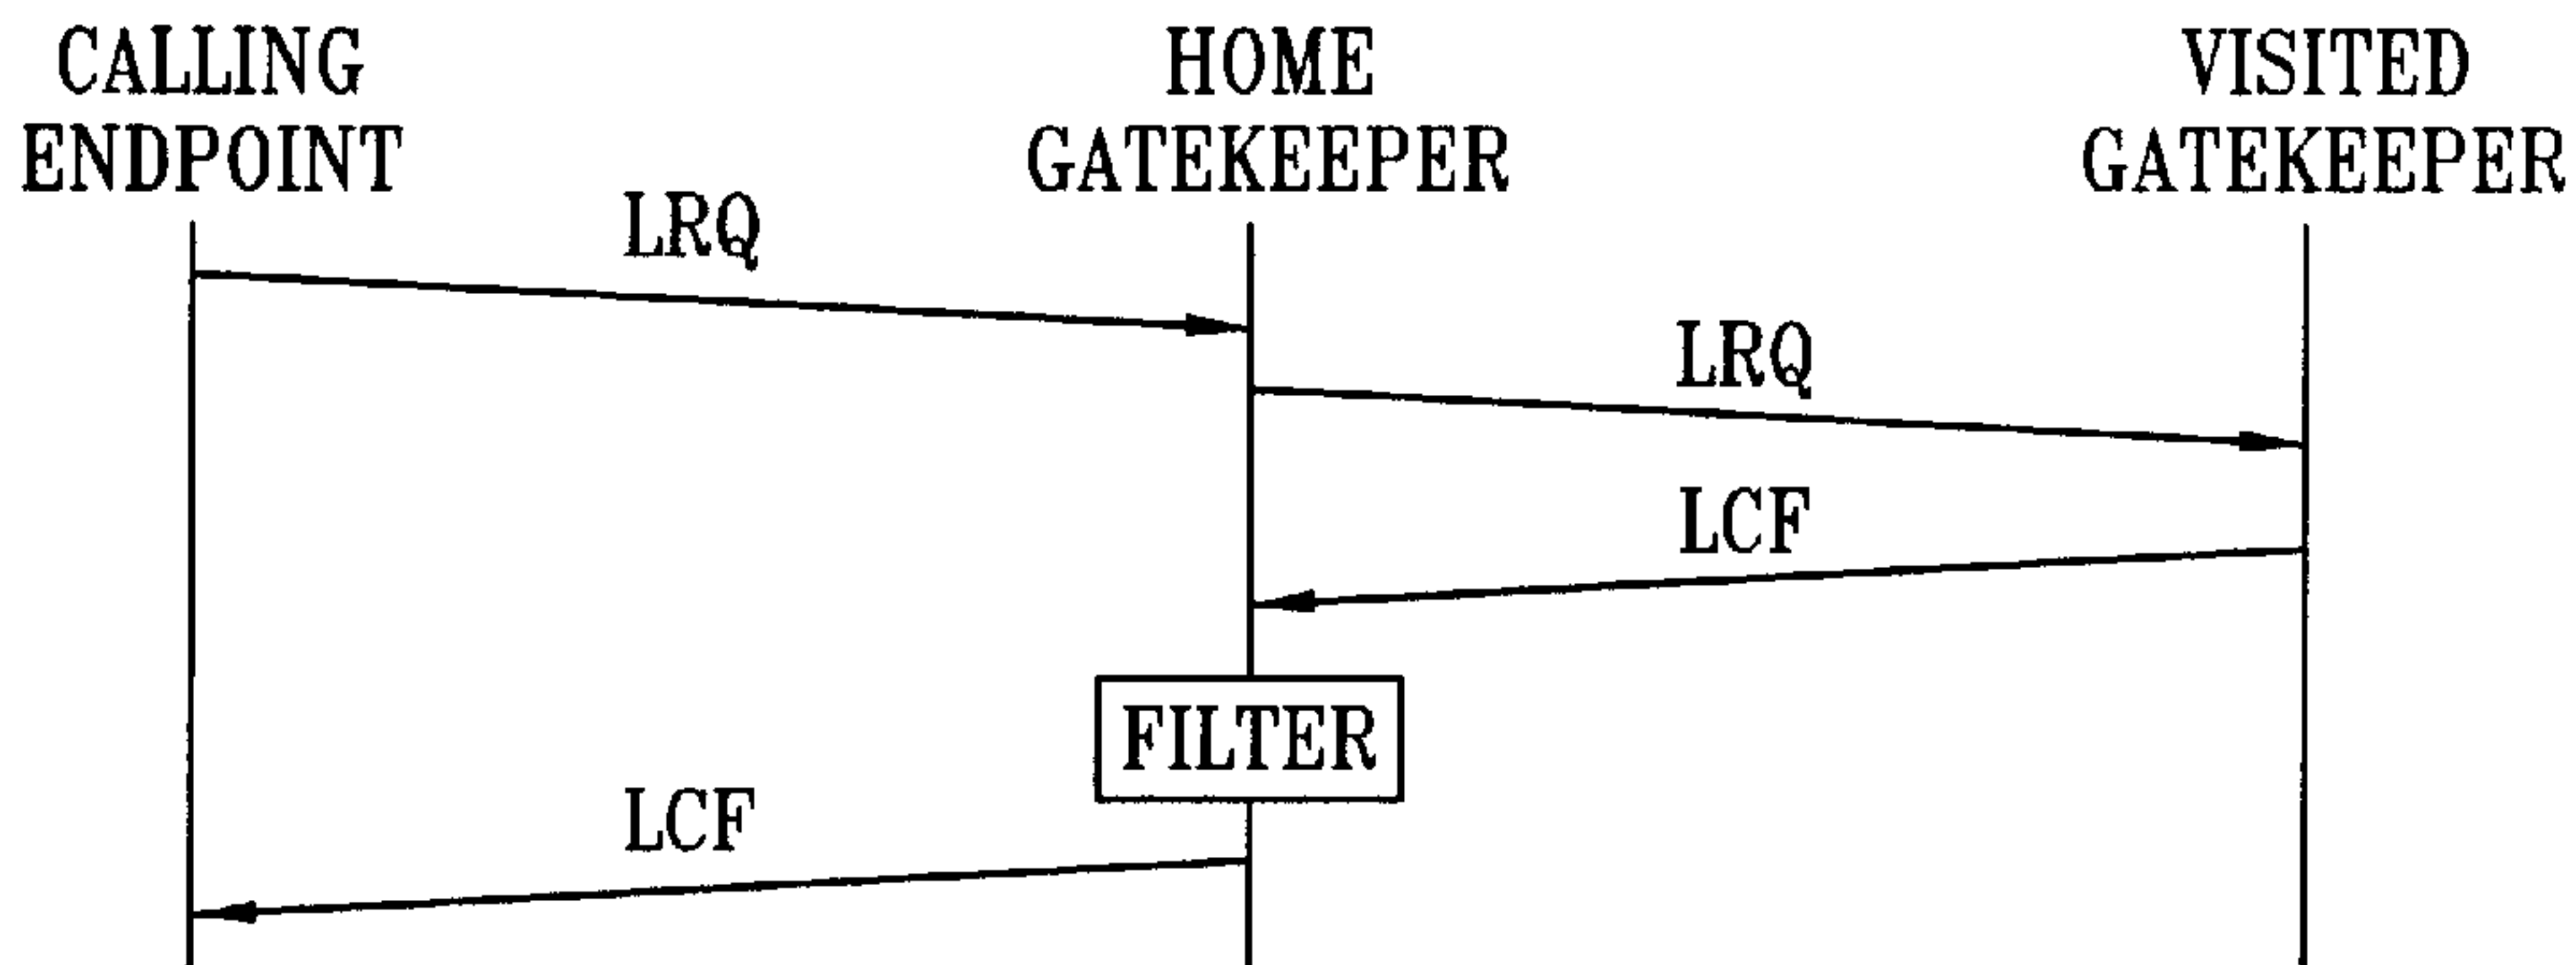 CALLING
ENDPOINT
HOME
GATEKEEPER
VISITED
GATEKEEPER
LRQ
LRQ
LCF
FILTER
LCF